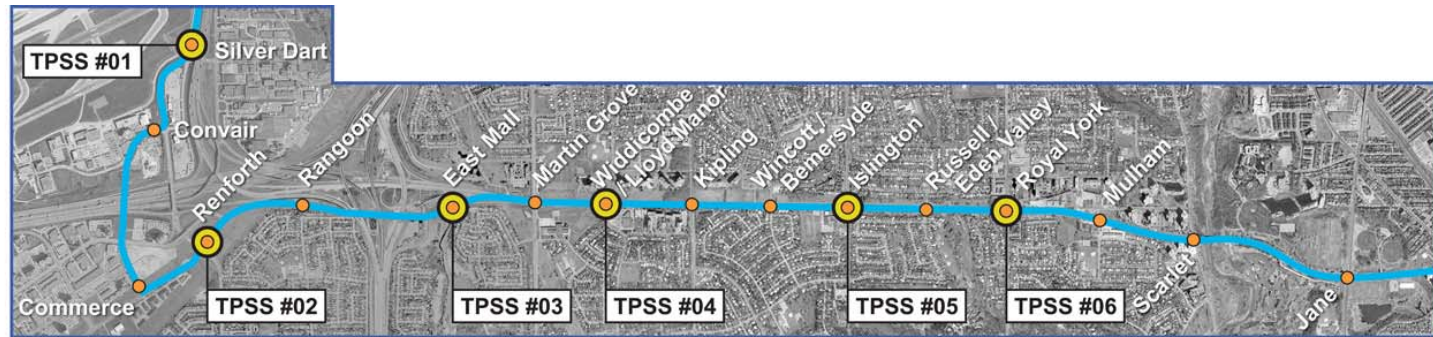 TPSS #01
Silver Dart
Convair
Commerce
Renforth
TPSS #02
Rangoon
East Mall
TPSS #03
Martin Grove
Widdicombe
/ Lloyd Manor
TPSS #04
Kipling
Wincott /
Bemersyde
Islington
TPSS #05
Russell /
Eden Valley
Royal York
TPSS #06
Mulham
Scarlett
Jane